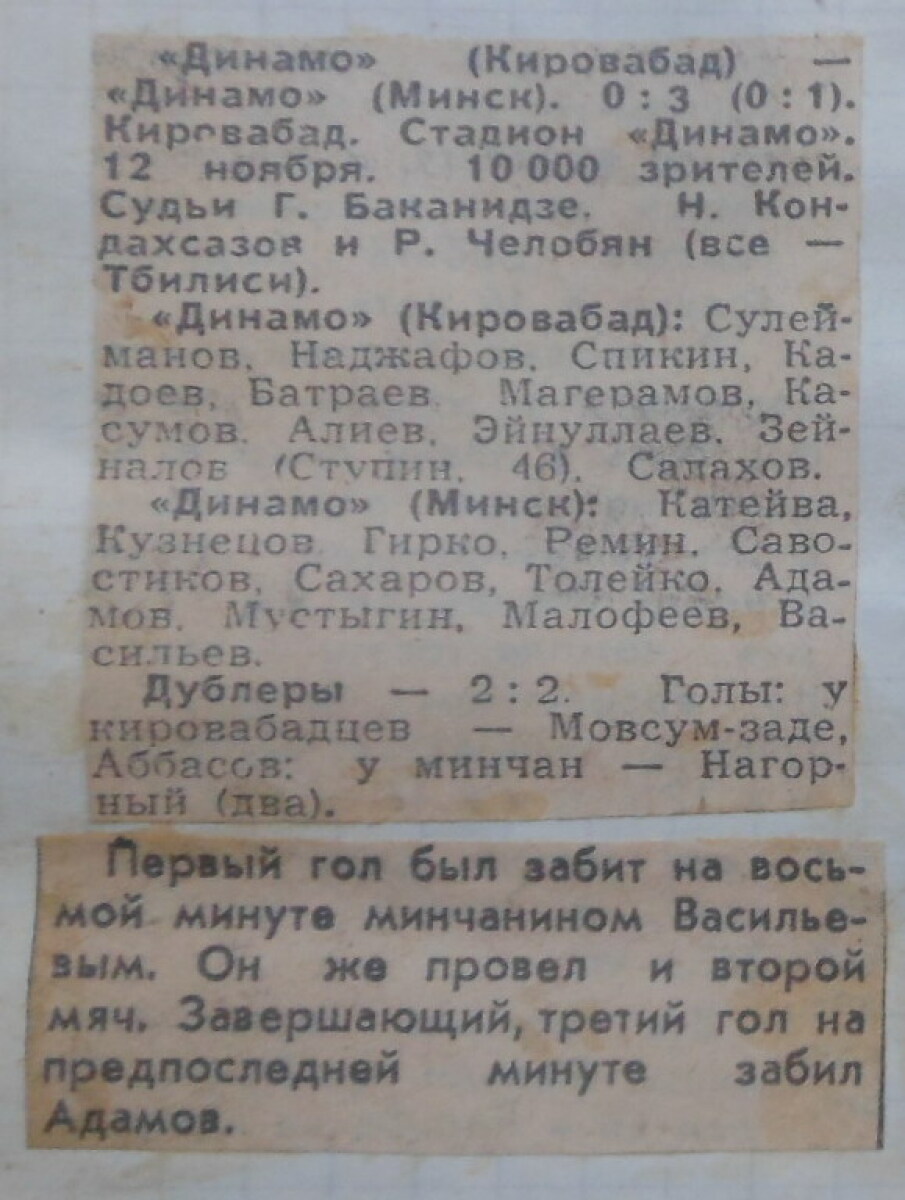 «Динамо» (Кировабад) —
«Динамо» (Минск). 0 : 3 (0 : 1).
Кировабад. Стадион «Динамо».
12 ноября. 10 000 зрителей.
Судьи Г. Баканидзе, Н. Кон-
дахсазов и Р. Челобян (все —
Тбилиси).
«Динамо» (Кировабад): Сулей-
манов, Наджафов, Спикин, Ка-
доев, Батраев, Магерамов, Ка-
сумов, Алиев, Эйнуллаев, Зей-
налов (Ступин, 46), Салахов.
«Динамо» (Минск): Катейва,
Кузнецов, Гирко, Ремин, Саво-
стиков, Сахаров, Толейко, Ада-
мов, Мустыгин, Малофеев, Ва-
сильев.
Дублеры — 2 : 2. Голы: у
кировабадцев — Мовсум-заде,
Аббасов: у минчан — Нагор-
ный (два).
Первый гол был забит на вось-
мой минуте минчанином Василье-
вым. Он же провел и второй
мяч. Завершающий, третий гол на
предпоследней минуте забил
Адамов.